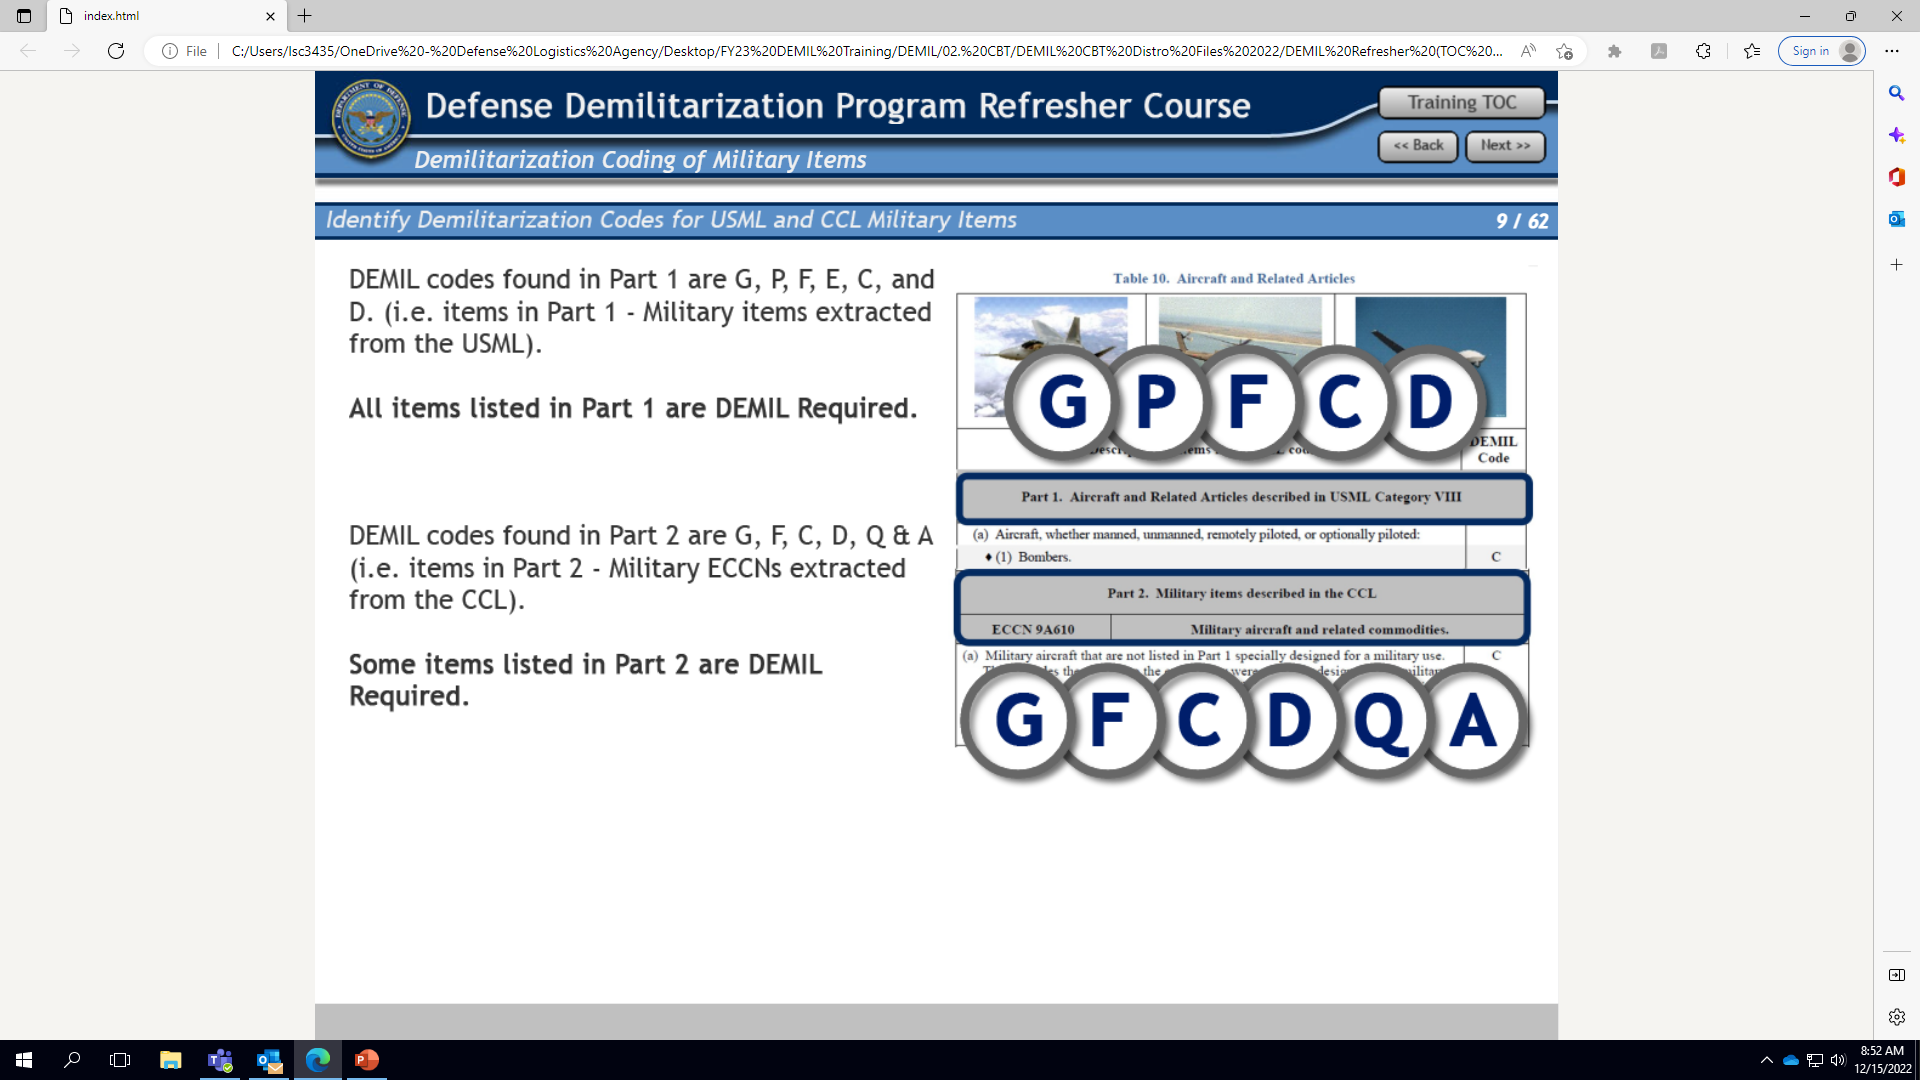 index.html
File
C:/Users/lsc3435/OneDrive%20-%20Defense%20Logistics%20Agency/Desktop/FY23%20DEMIL%20Training/DEMIL/02.%20CBT/DEMIL%20CBT%20Distro%20Files%202022/DEMIL%20Refresher%20(TOC%20...
Sign in
Defense Demilitarization Program Refresher Course
Training TOC
<< Back
Next >>
Demilitarization Coding of Military Items
Identify Demilitarization Codes for USML and CCL Military Items
9 / 62
DEMIL codes found in Part 1 are G, P, F, E, C, and
D. (i.e. items in Part 1 - Military items extracted
from the USML).
All items listed in Part 1 are DEMIL Required.
DEMIL codes found in Part 2 are G, F, C, D, Q & A
(i.e. items in Part 2 - Military ECCNs extracted
from the CCL).
Some items listed in Part 2 are DEMIL
Required.
Table 10. Aircraft and Related Articles
G P F C D
DEMIL
Code
Part 1. Aircraft and Related Articles described in USML Category VIII
(a) Aircraft, whether manned, unmanned, remotely piloted, or optionally piloted:
♦ (1) Bombers.
C
Part 2. Military items described in the CCL
ECCN 9A610
Military aircraft and related commodities.
(a) Military aircraft that are not listed in Part 1 specially designed for a military use.
C
G F C D Q A
8:52 AM
12/15/2022